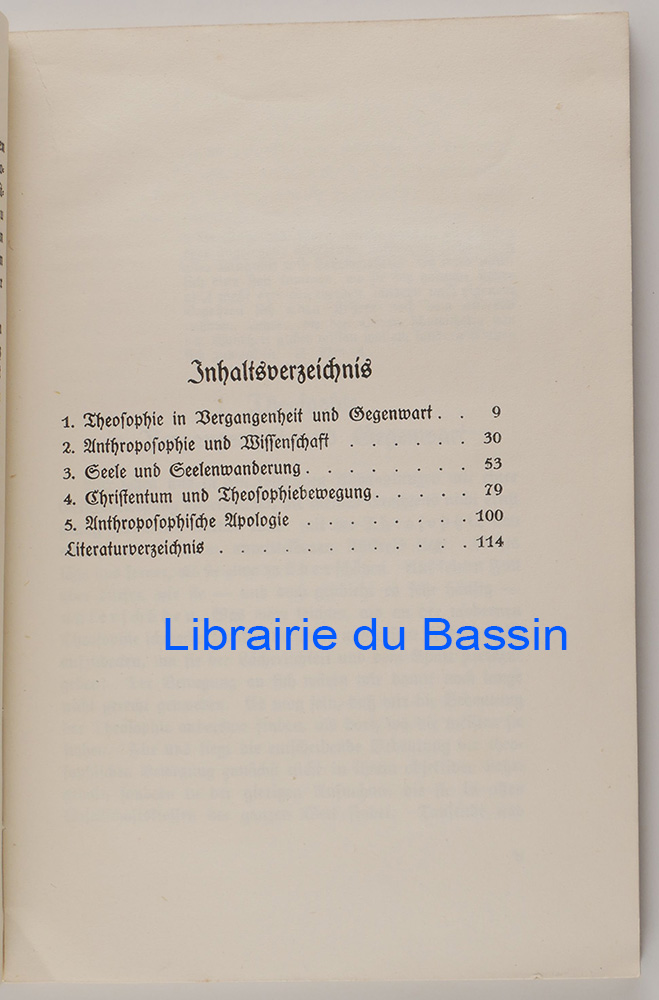 Inhaltsverzeichnis
1. Theosophie in Vergangenheit und Gegenwart . . 9
2. Anthroposophie und Wissenschaft . . . . . . 30
3. Seele und Seelenwanderung . . . . . . . . 53
4. Christentum und Theosophiebewegung . . . . . 79
5. Anthroposophische Apologie . . . . . . . . 100
Literaturverzeichnis . . . . . . . . . . . . 114
Librairie du Bassin